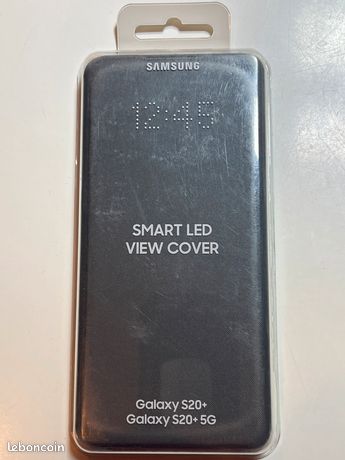 SAMSUNG
12:45
SMART LED
VIEW COVER
Galaxy S20+
Galaxy S20+ 5G
leboncoin